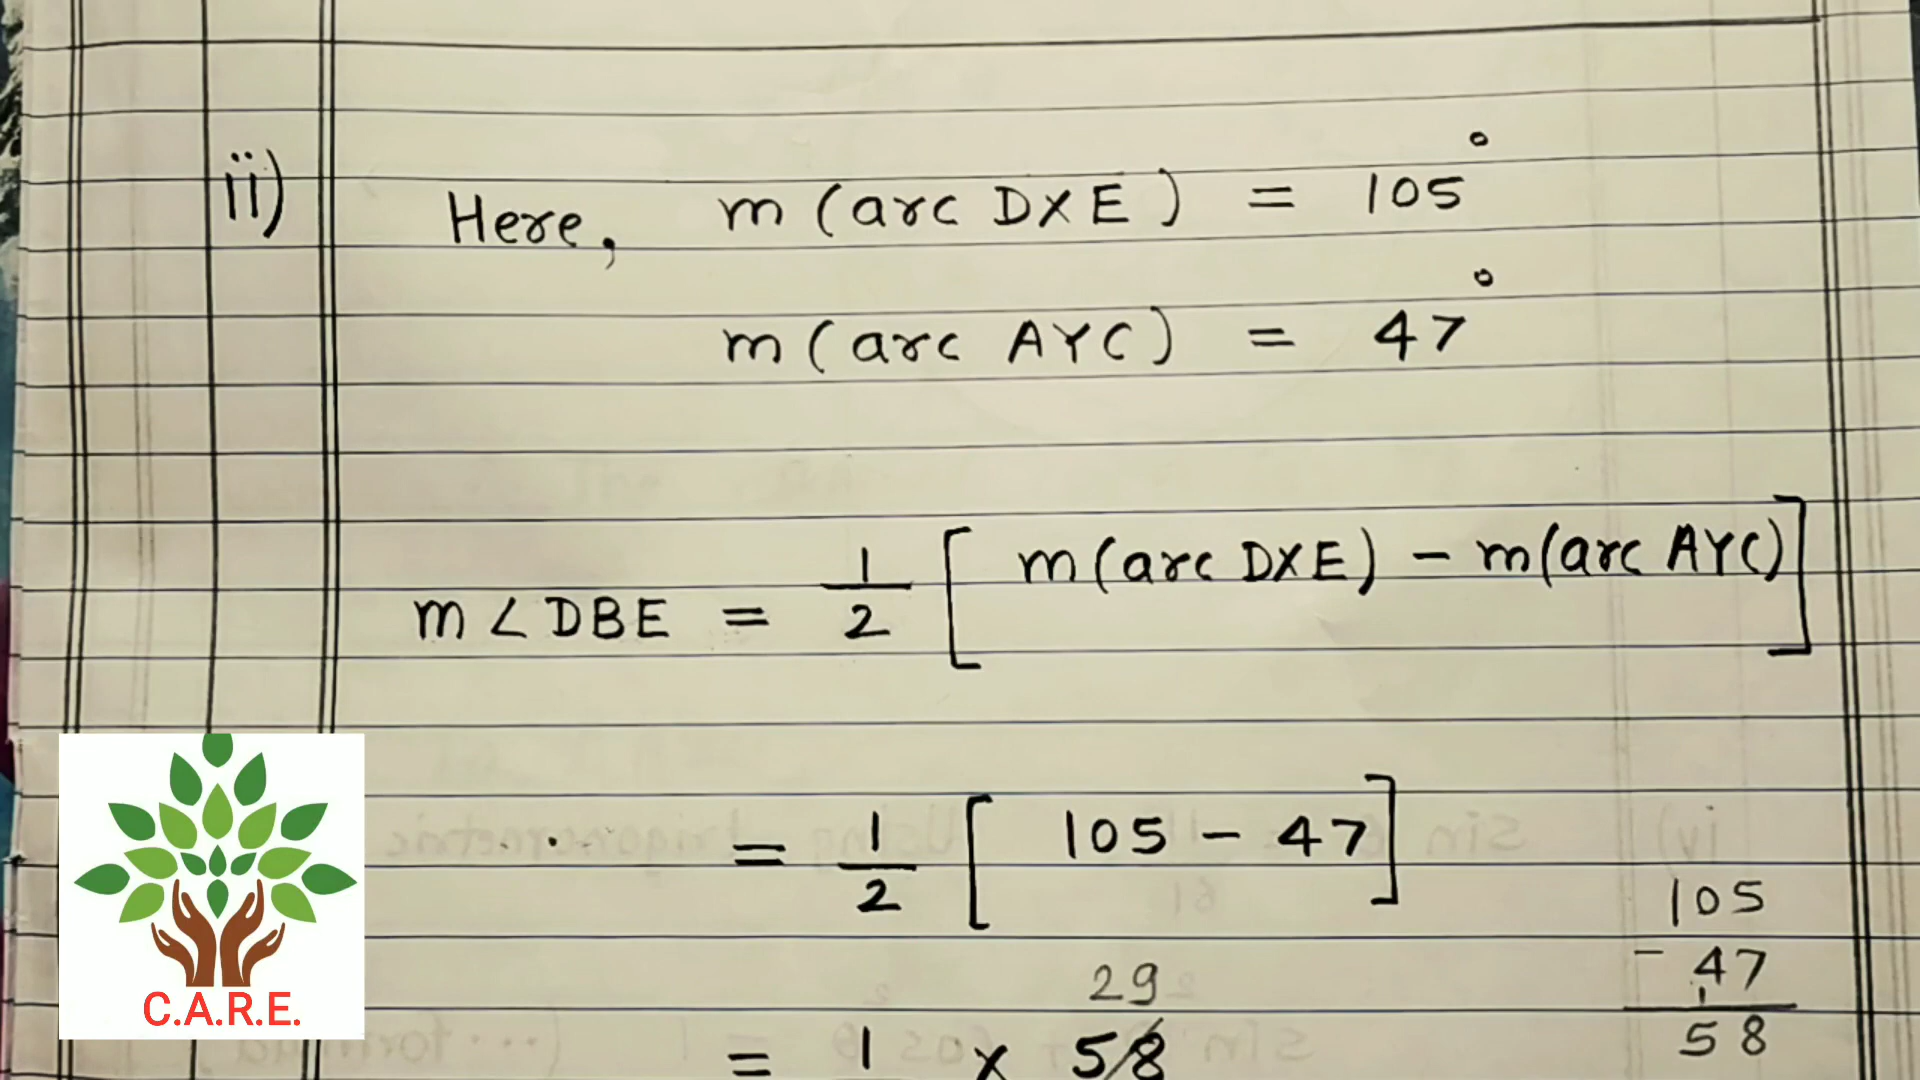 ii) Here, m (arc DXE) = 105°
m (arc AYC) = 47°
m∠DBE = 1/2 [ m(arc DXE) - m(arc AYC) ]
= 1/2 [ 105 - 47 ]
105
- 47
1
58
29
= 1 × 58
C.A.R.E.